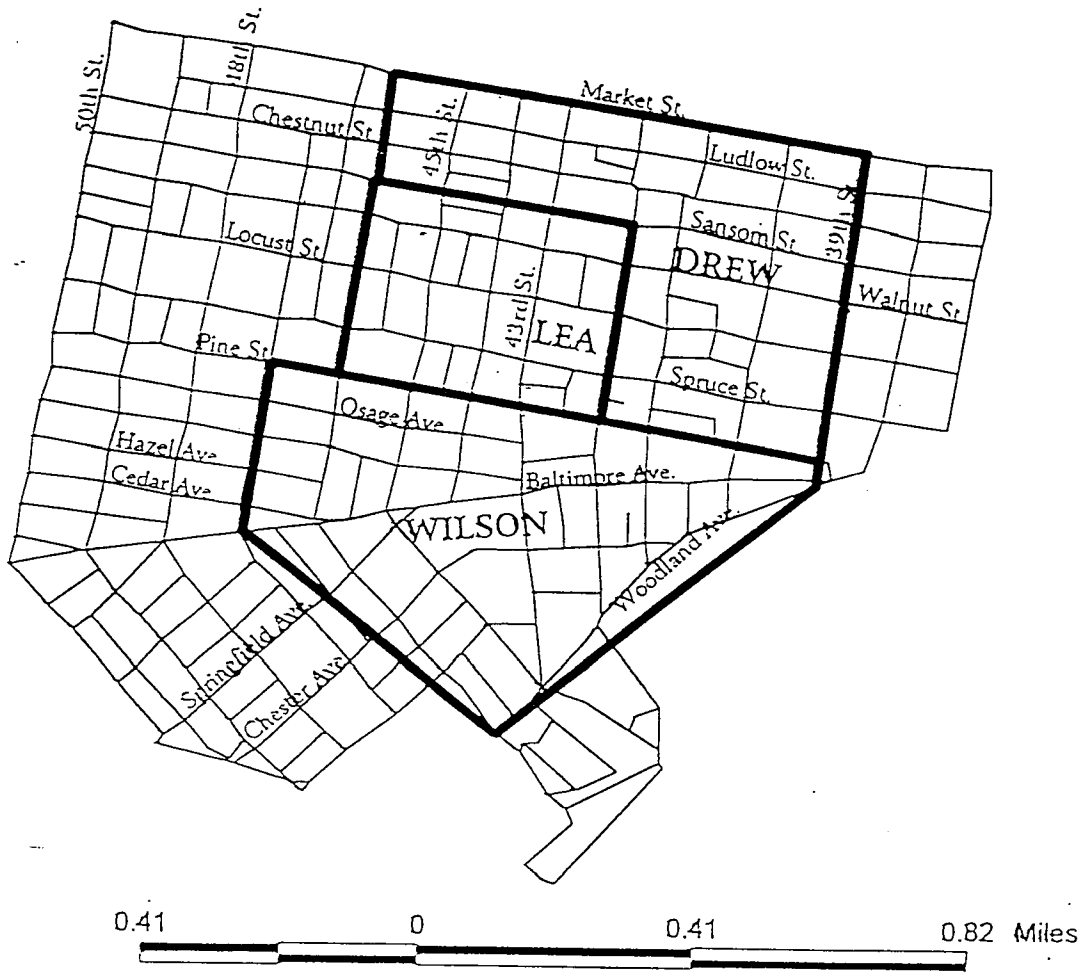 50th St.
48th St.
Market St.
Chestnut St
45th St.
Ludlow St.
39th St.
Sansom St.
DREW
Locust St.
Walnut St.
43rd St.
LEA
Pine St.
Spruce St.
Osage Ave
Hazel Ave
Baltimore Ave.
Cedar Ave
WILSON
Woodland Ave.
Springfield Ave.
Chester Ave
0.41 0 0.41 0.82 Miles